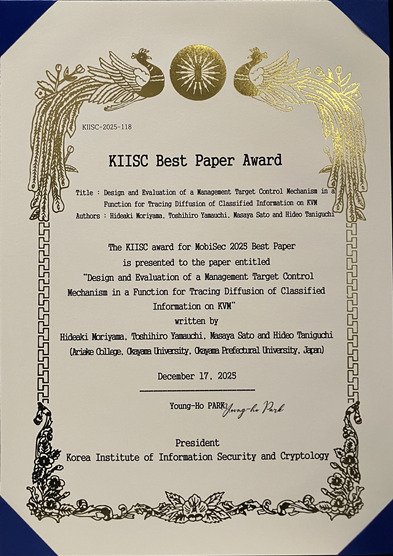 KIISC-2025-118
KIISC Best Paper Award
Title : Design and Evaluation of a Management Target Control Mechanism in a
Function for Tracing Diffusion of Classified Information on KVM
Authors : Hideaki Moriyama, Toshihiro Yamauchi, Masaya Sato and Hideo Taniguchi
The KIISC award for MobiSec 2025 Best Paper
is presented to the paper entitled
"Design and Evaluation of a Management Target Control
Mechanism in a Function for Tracing Diffusion of Classified
Information on KVM"
written by
Hideaki Moriyama, Toshihiro Yamauchi, Masaya Sato and Hideo Taniguchi
(Ariake College, Okayama University, Okayama Prefectural University, Japan)
December 17, 2025
Young-Ho PARK Young-ho Park
President
Korea Institute of Information Security and Cryptology